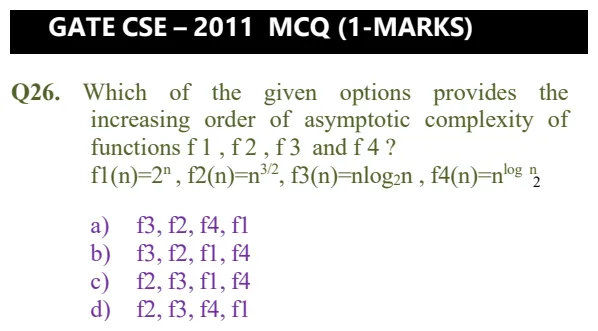 GATE CSE – 2011 MCQ (1-MARKS)
Q26. Which of the given options provides the
increasing order of asymptotic complexity of
functions f 1 , f 2 , f 3 and f 4 ?
f1(n)=2ⁿ , f2(n)=n³ᐟ², f3(n)=nlog₂n , f4(n)=n^log n 2
a) f3, f2, f4, f1
b) f3, f2, f1, f4
c) f2, f3, f1, f4
d) f2, f3, f4, f1